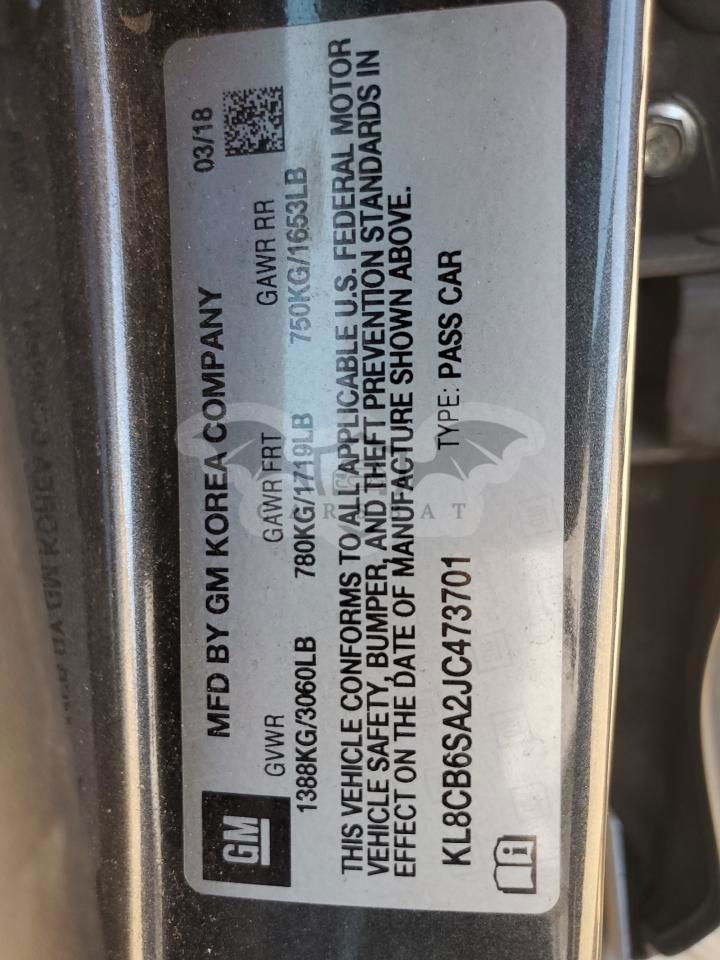 GM
MFD BY GM KOREA COMPANY 03/18
GVWR GAWR FRT GAWR RR
1388KG/3060LB 780KG/1719LB 750KG/1653LB
THIS VEHICLE CONFORMS TO ALL APPLICABLE U.S. FEDERAL MOTOR
VEHICLE SAFETY, BUMPER, AND THEFT PREVENTION STANDARDS IN
EFFECT ON THE DATE OF MANUFACTURE SHOWN ABOVE.
KL8CB6SA2JC473701 TYPE: PASS CAR
CARSBAT